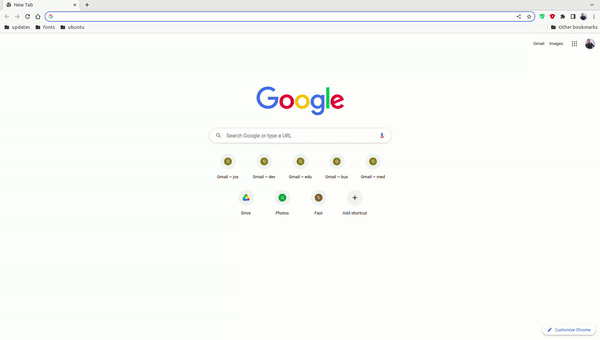 New Tab
updates fonts ubuntu Other bookmarks
Gmail Images
Google
Search Google or type a URL
Gmail – jos Gmail – dev Gmail – edu Gmail – bus Gmail – med
Drive Photos Fast Add shortcut
Customize Chrome